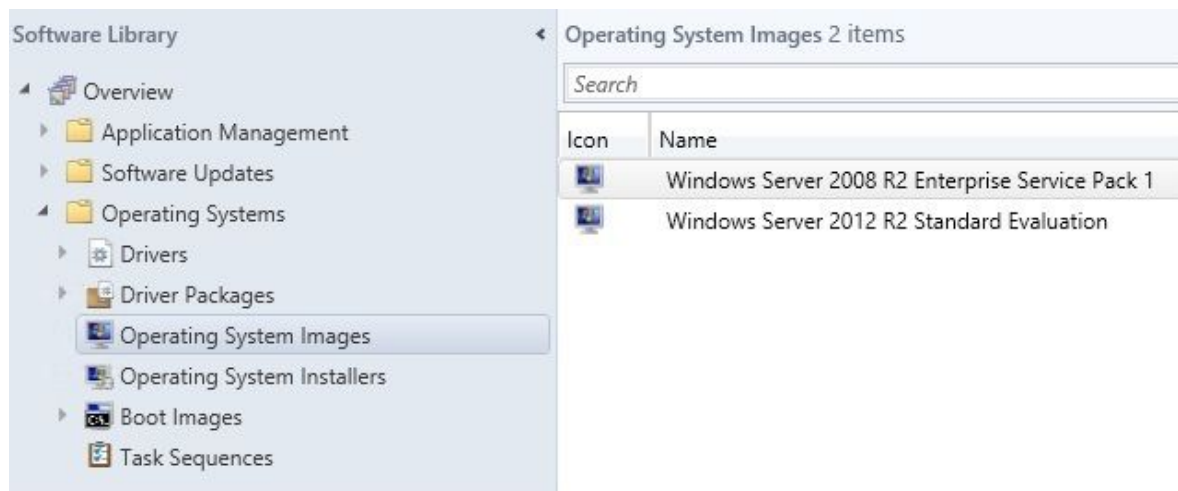 Software Library
Overview
Application Management
Software Updates
Operating Systems
Drivers
Driver Packages
Operating System Images
Operating System Installers
Boot Images
Task Sequences
Operating System Images 2 items
Search
Icon Name
Windows Server 2008 R2 Enterprise Service Pack 1
Windows Server 2012 R2 Standard Evaluation